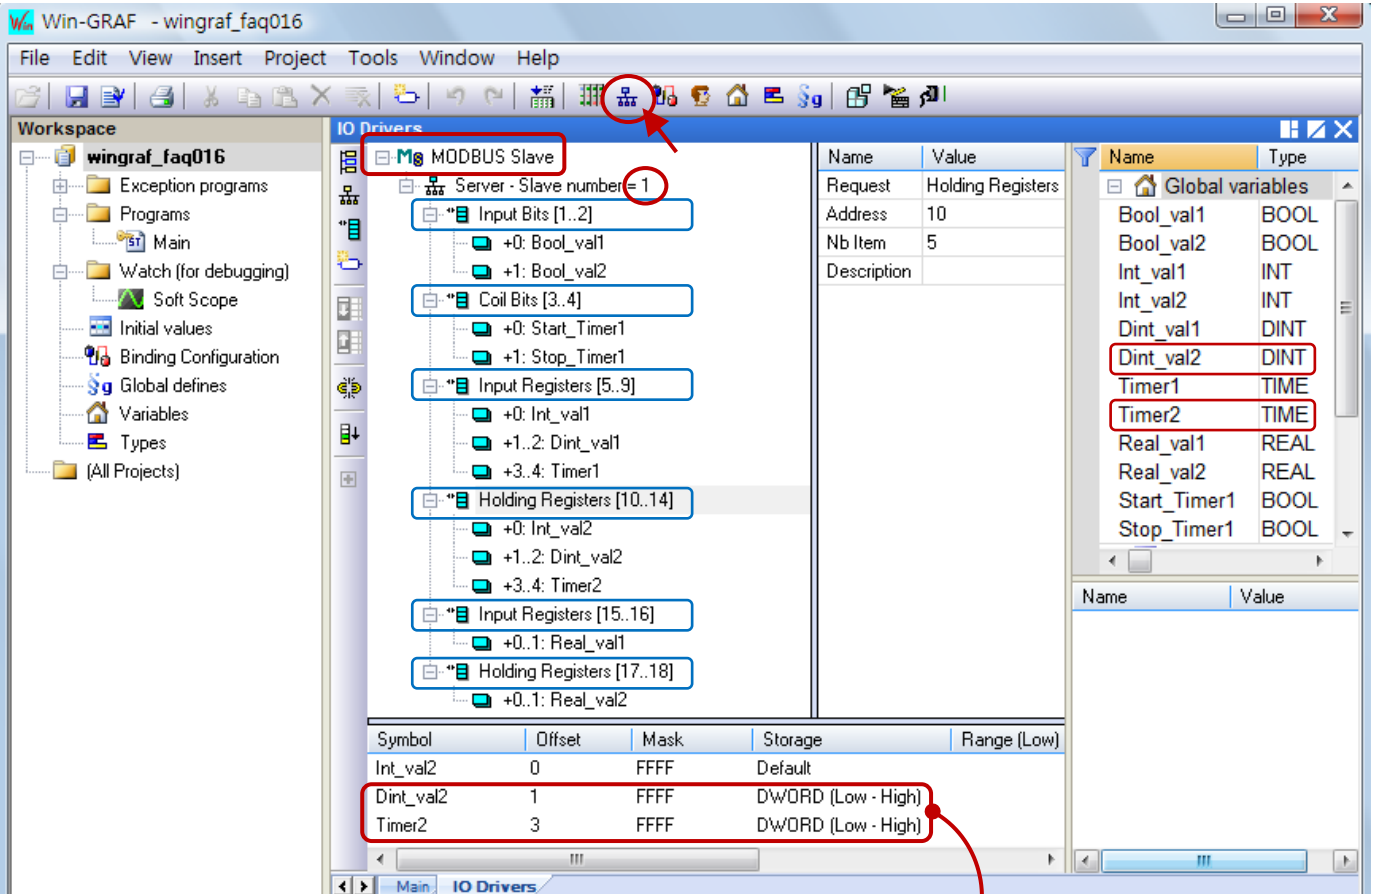 Win-GRAF - wingraf_faq016
File Edit View Insert Project Tools Window Help
Workspace
wingraf_faq016
Exception programs
Programs
Main
Watch (for debugging)
Soft Scope
Initial values
Binding Configuration
Global defines
Variables
Types
(All Projects)
IO Drivers
MODBUS Slave
Server - Slave number = 1
Input Bits [1..2]
+0: Bool_val1
+1: Bool_val2
Coil Bits [3..4]
+0: Start_Timer1
+1: Stop_Timer1
Input Registers [5..9]
+0: Int_val1
+1..2: Dint_val1
+3..4: Timer1
Holding Registers [10..14]
+0: Int_val2
+1..2: Dint_val2
+3..4: Timer2
Input Registers [15..16]
+0..1: Real_val1
Holding Registers [17..18]
+0..1: Real_val2
Name Value
Request Holding Registers
Address 10
Nb Item 5
Description
Name Type
Global variables
Bool_val1 BOOL
Bool_val2 BOOL
Int_val1 INT
Int_val2 INT
Dint_val1 DINT
Dint_val2 DINT
Timer1 TIME
Timer2 TIME
Real_val1 REAL
Real_val2 REAL
Start_Timer1 BOOL
Stop_Timer1 BOOL
Name Value
Symbol Offset Mask Storage Range (Low)
Int_val2 0 FFFF Default
Dint_val2 1 FFFF DWORD (Low - High)
Timer2 3 FFFF DWORD (Low - High)
Main IO Drivers